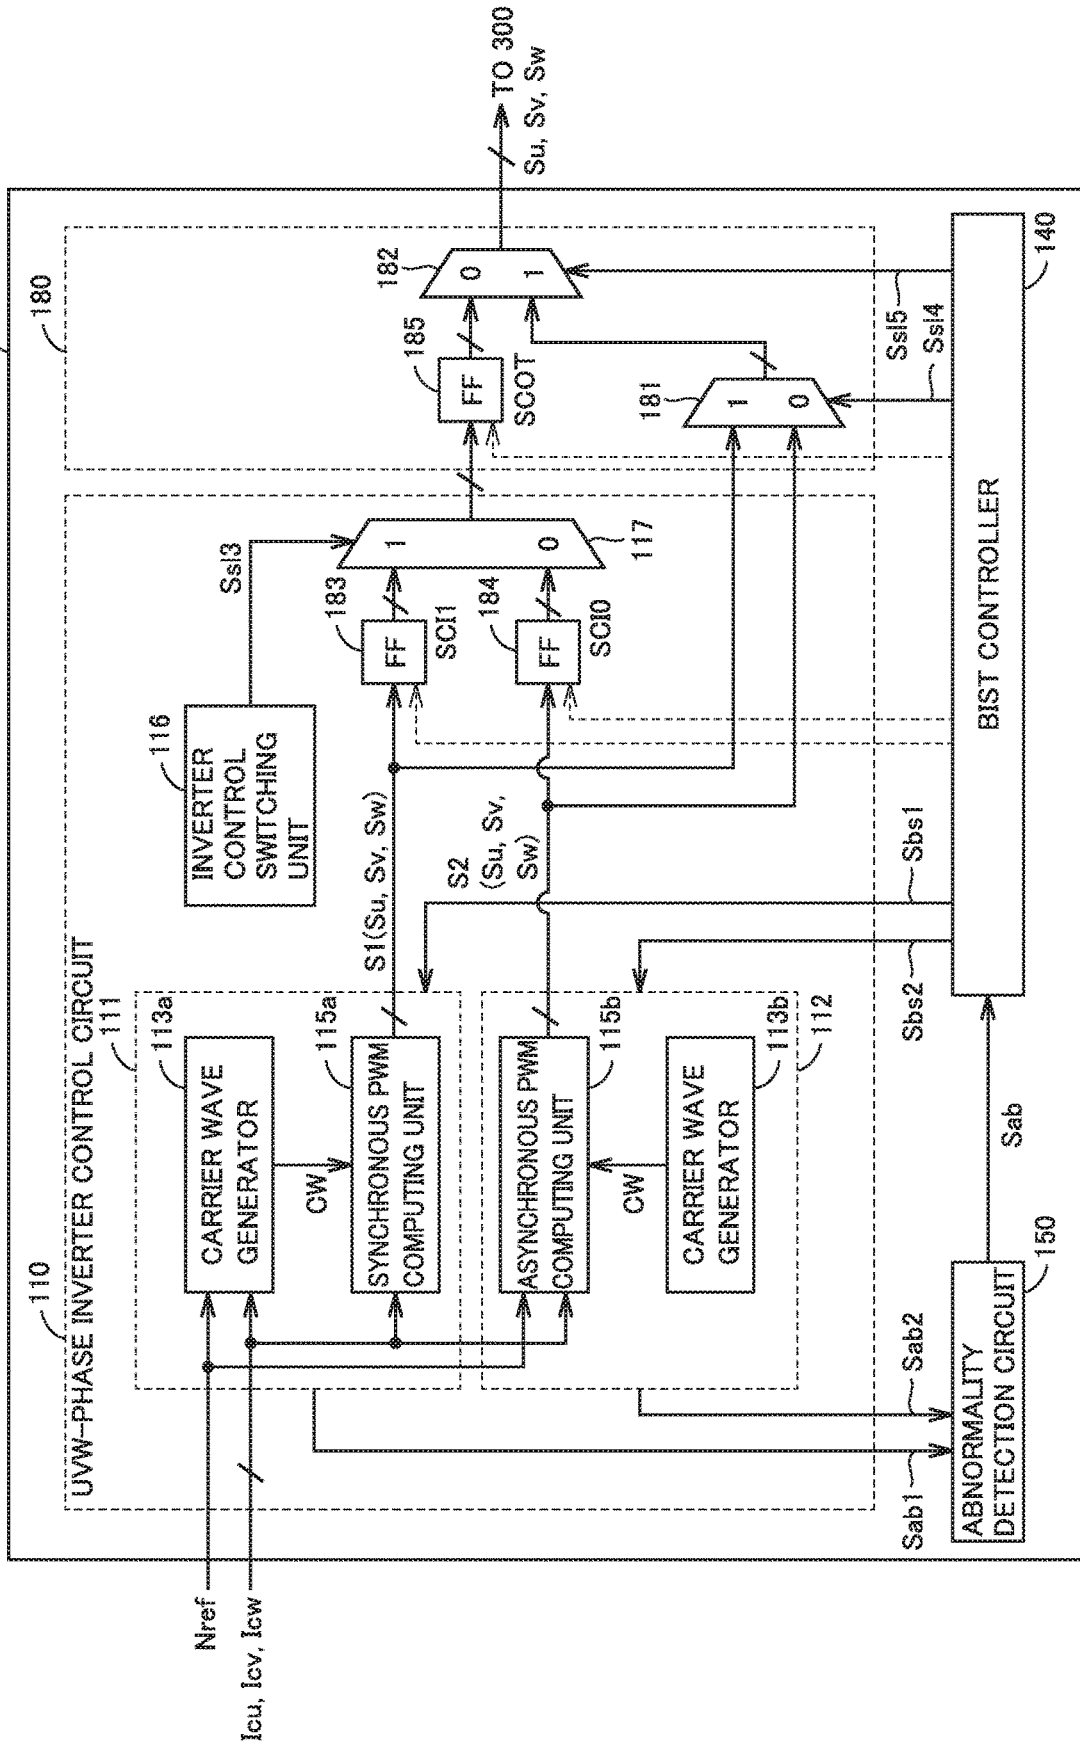 110
UVW-PHASE INVERTER CONTROL CIRCUIT
180
Nref
Icu, Icv, Icw
111
113a
CARRIER WAVE
GENERATOR
CW
115a
SYNCHRONOUS PWM
COMPUTING UNIT
115b
ASYNCHRONOUS PWM
COMPUTING UNIT
CW
113b
CARRIER WAVE
GENERATOR
112
116
INVERTER
CONTROL
SWITCHING
UNIT
Ssl3
S1(Su, Sv, Sw)
S2
(Su, Sv,
Sw)
183
FF
SCI1
184
FF
SCI0
1
0
117
185
FF
SCOT
182
0
1
TO 300
Su, Sv, Sw
181
1
0
Ssl5
Ssl4
Sbs1
Sbs2
Sab1
Sab2
ABNORMALITY
DETECTION CIRCUIT
150
Sab
BIST CONTROLLER
140